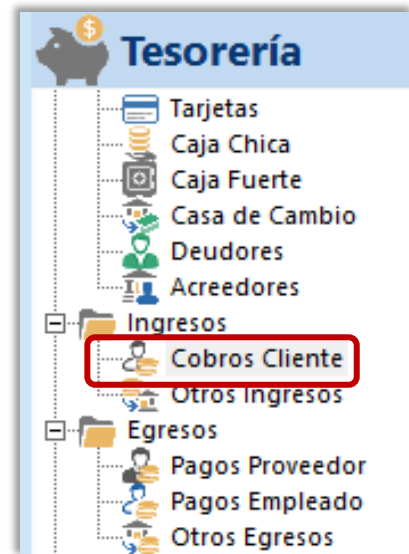 Tesorería
Tarjetas
Caja Chica
Caja Fuerte
Casa de Cambio
Deudores
Acreedores
Ingresos
Cobros Cliente
Otros Ingresos
Egresos
Pagos Proveedor
Pagos Empleado
Otros Egresos